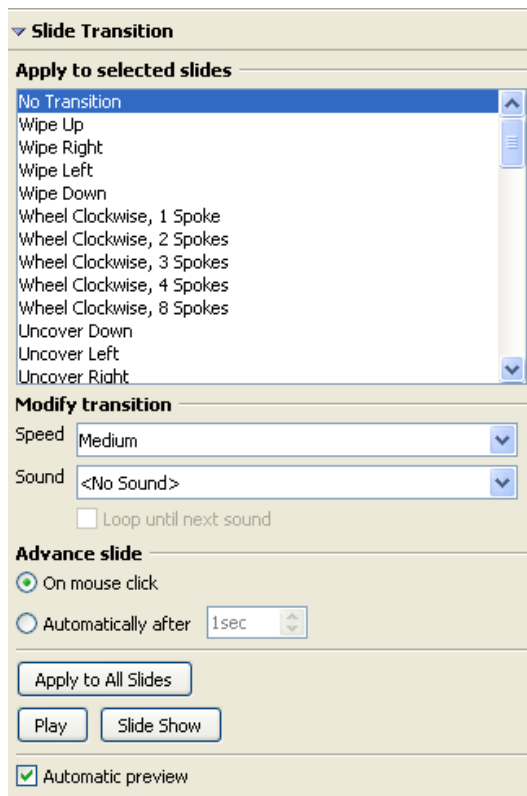 Slide Transition
Apply to selected slides
No Transition
Wipe Up
Wipe Right
Wipe Left
Wipe Down
Wheel Clockwise, 1 Spoke
Wheel Clockwise, 2 Spokes
Wheel Clockwise, 3 Spokes
Wheel Clockwise, 4 Spokes
Wheel Clockwise, 8 Spokes
Uncover Down
Uncover Left
Uncover Right
Modify transition
Speed Medium
Sound <No Sound>
Loop until next sound
Advance slide
On mouse click
Automatically after 1sec
Apply to All Slides
Play Slide Show
Automatic preview